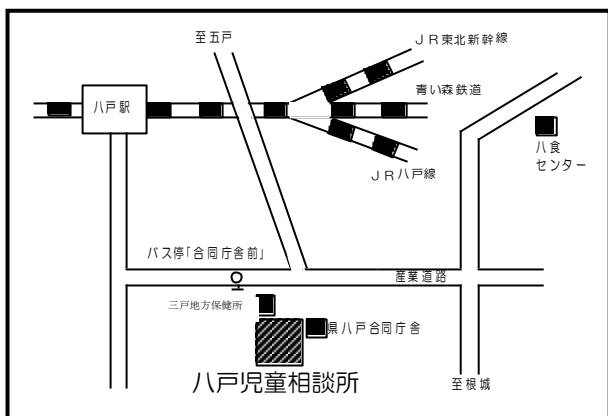 至五戸
JR東北新幹線
青い森鉄道
八戸駅
八食
センター
JR八戸線
バス停「合同庁舎前」
産業道路
三戸地方保健所
県八戸合同庁舎
八戸児童相談所
至根城